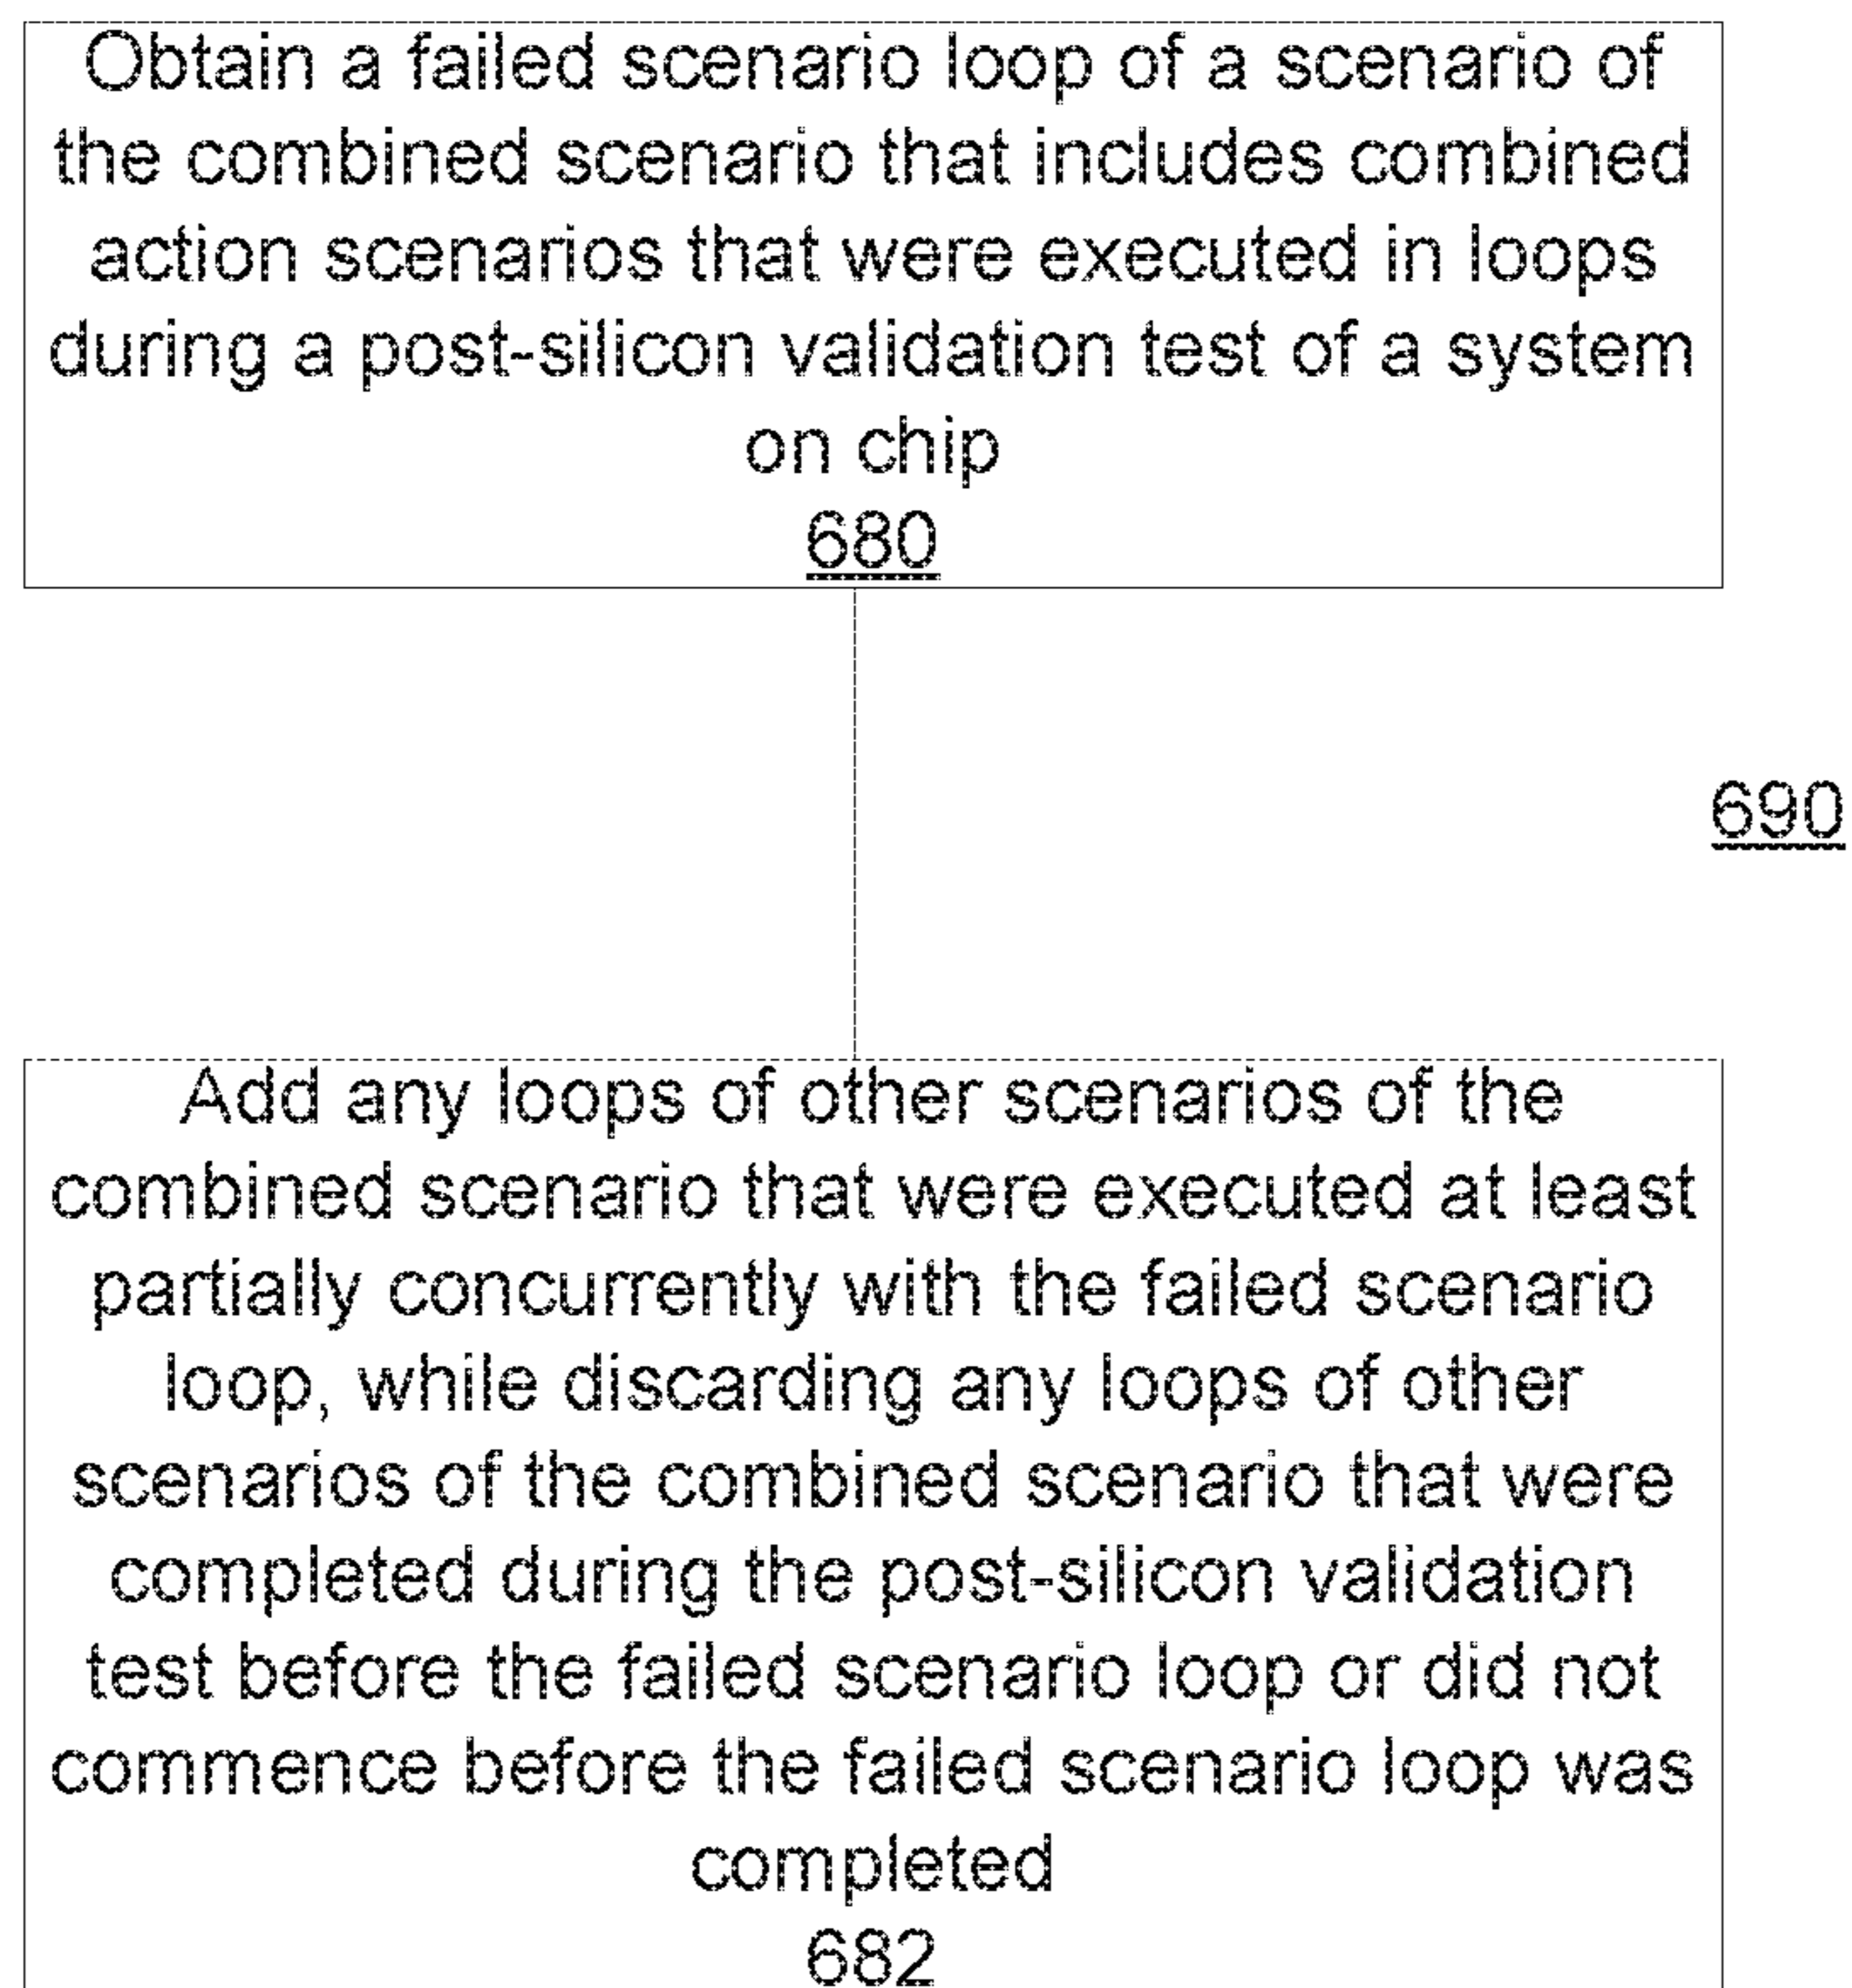 Obtain a failed scenario loop of a scenario of
the combined scenario that includes combined
action scenarios that were executed in loops
during a post-silicon validation test of a system
on chip
680
690
Add any loops of other scenarios of the
combined scenario that were executed at least
partially concurrently with the failed scenario
loop, while discarding any loops of other
scenarios of the combined scenario that were
completed during the post-silicon validation
test before the failed scenario loop or did not
commence before the failed scenario loop was
completed
682